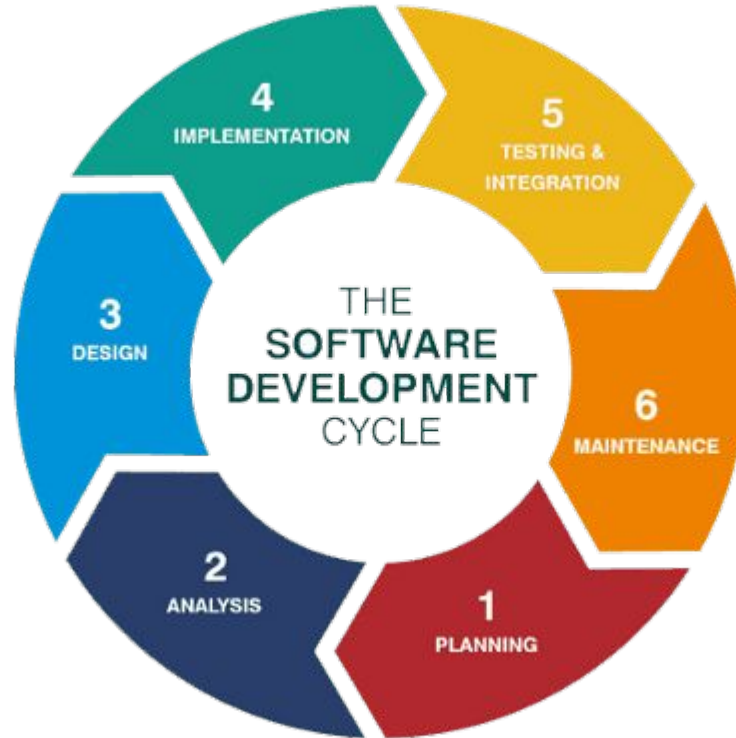 THE
SOFTWARE
DEVELOPMENT
CYCLE
1
PLANNING
2
ANALYSIS
3
DESIGN
4
IMPLEMENTATION
5
TESTING &
INTEGRATION
6
MAINTENANCE